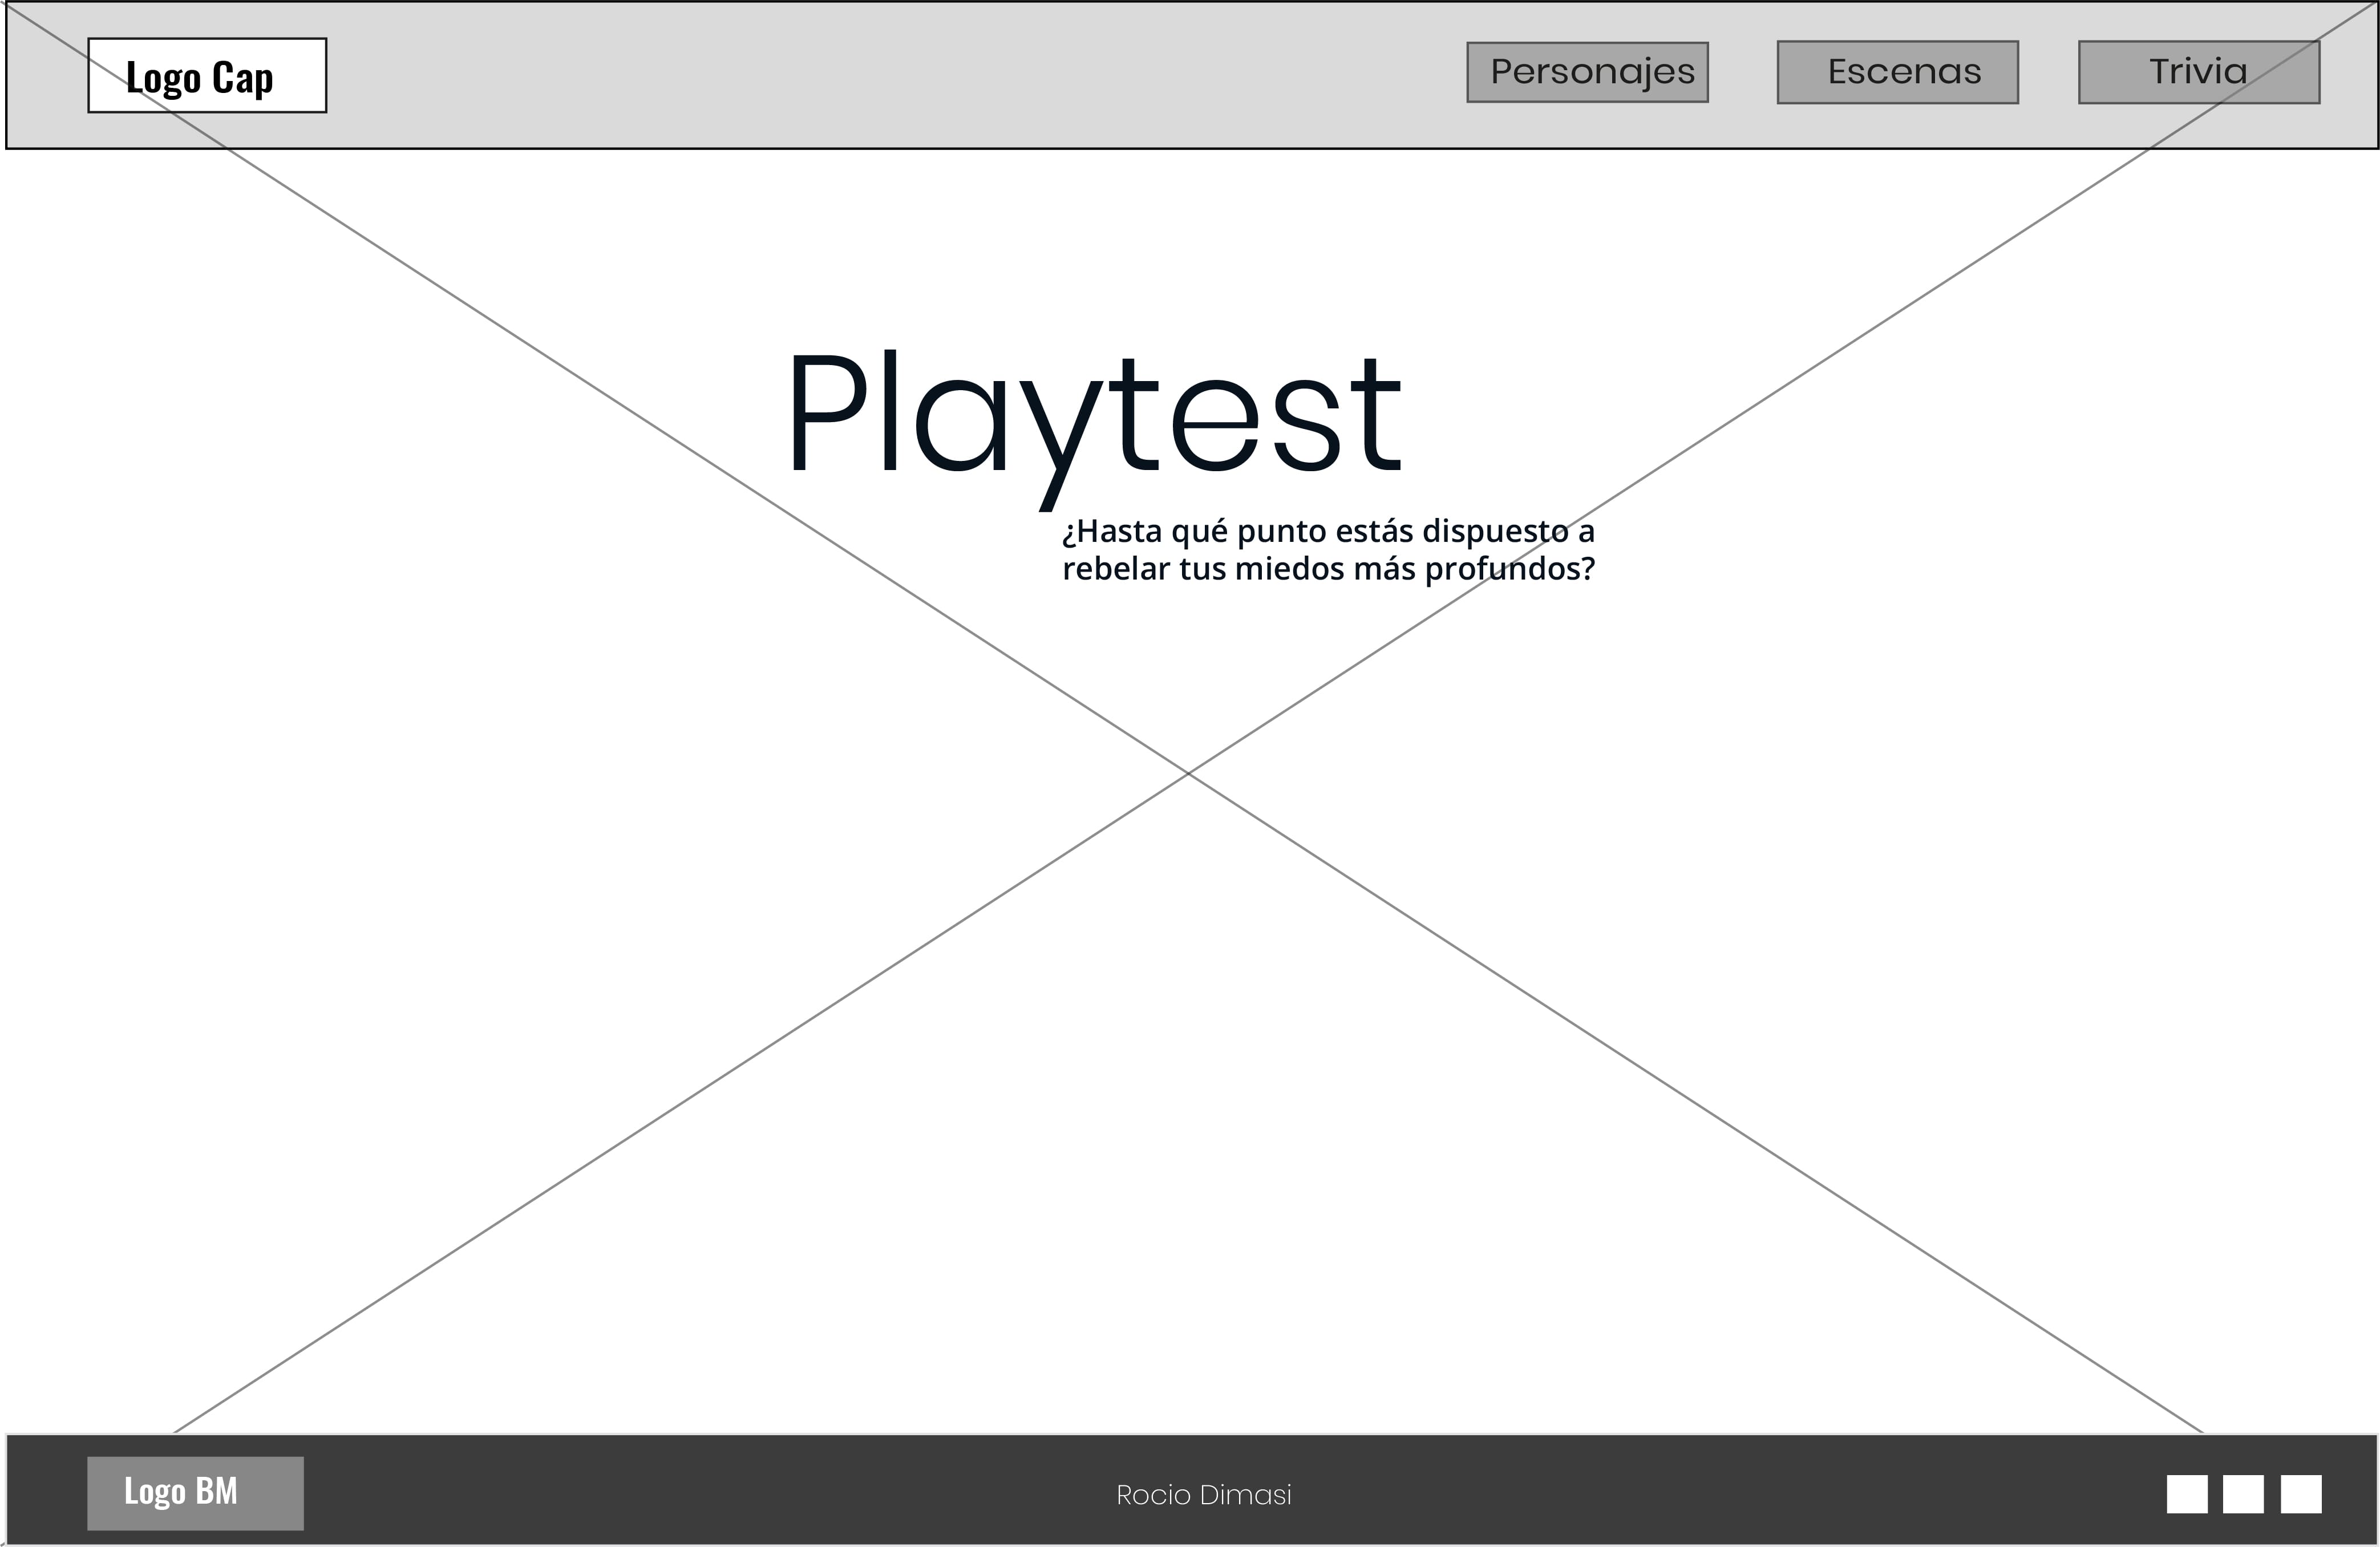 Logo Cap
Personajes
Escenas
Trivia
Playtest
¿Hasta qué punto estás dispuesto a
rebelar tus miedos más profundos?
Logo BM
Rocio Dimasi